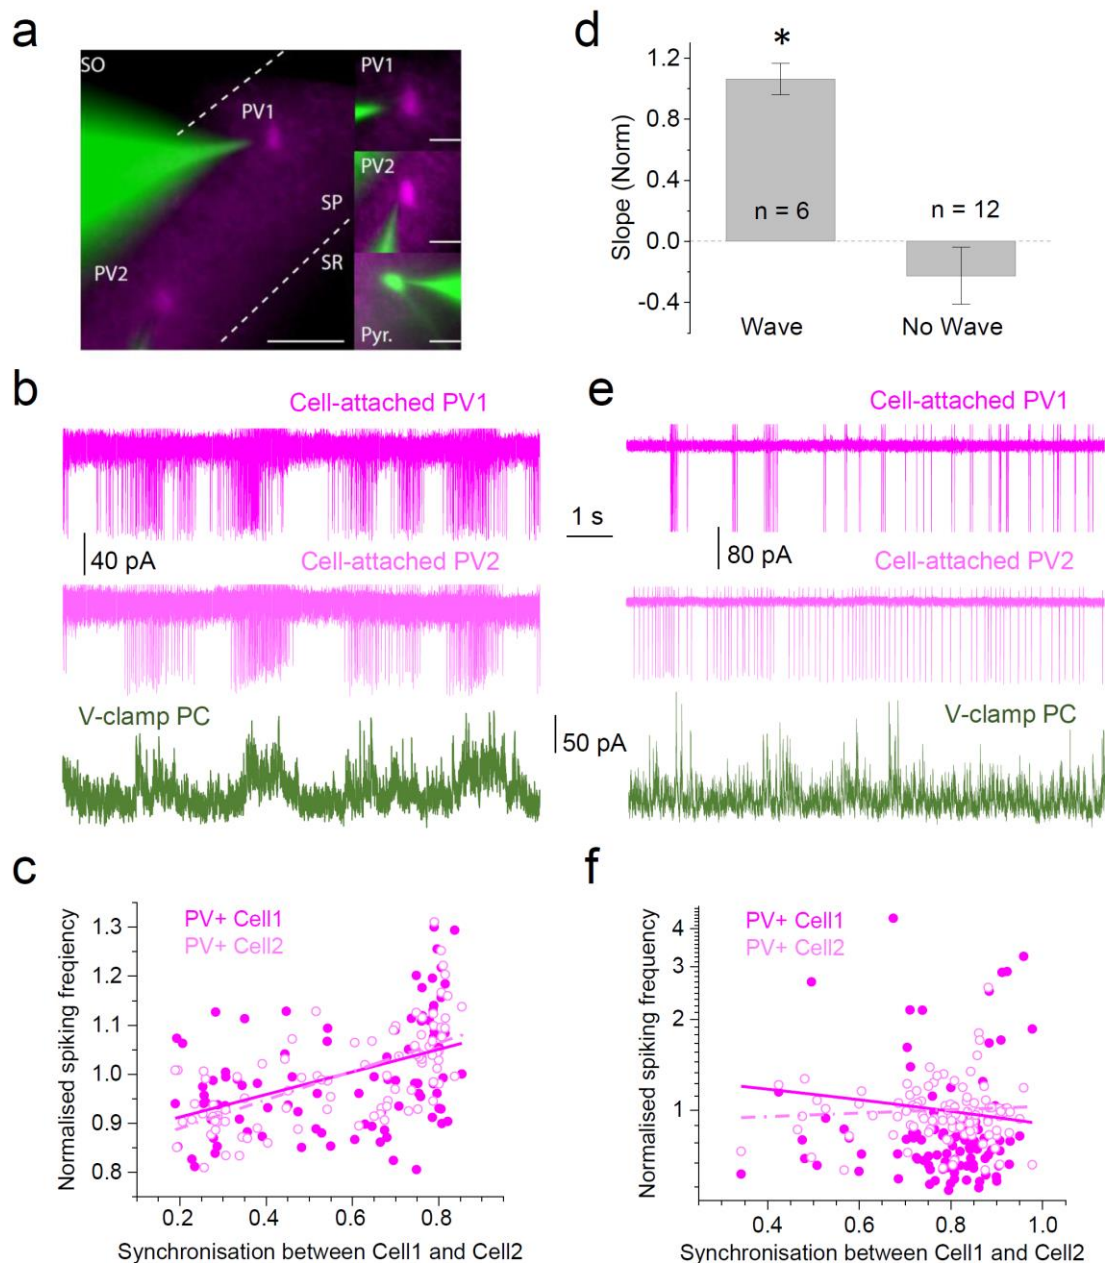 a
SO
PV1
PV2
SP
SR
PV1
PV2
Pyr.
d
Slope (Norm)
1.2
0.8
0.4
0.0
-0.4
*
n = 6
n = 12
Wave
No Wave
b
Cell-attached PV1
40 pA
Cell-attached PV2
V-clamp PC
1 s
50 pA
e
Cell-attached PV1
80 pA
Cell-attached PV2
V-clamp PC
c
Normalised spiking freqiency
PV+ Cell1
PV+ Cell2
1.3
1.2
1.1
1.0
0.9
0.8
0.2 0.4 0.6 0.8
Synchronisation between Cell1 and Cell2
f
Normalised spiking frequency
PV+ Cell1
PV+ Cell2
4
3
2
1
0.4 0.6 0.8 1.0
Synchronisation between Cell1 and Cell2